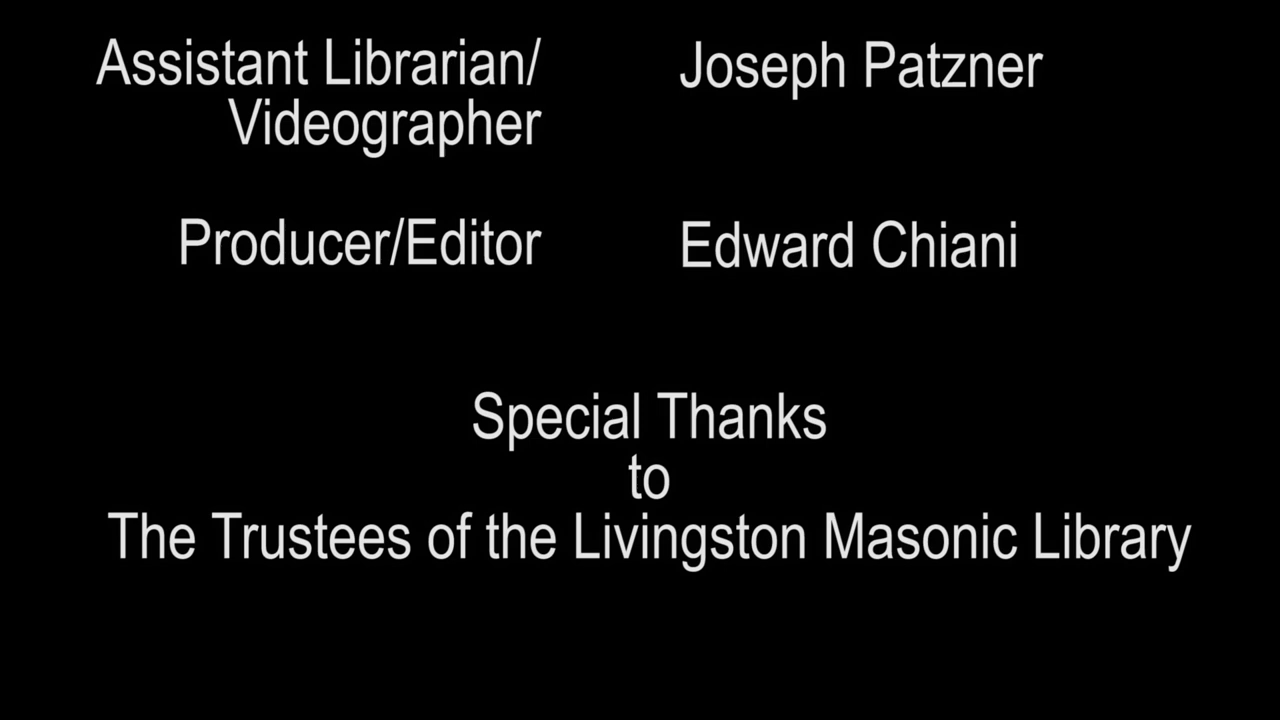 Assistant Librarian/ Joseph Patzner
Videographer
Producer/Editor Edward Chiani
Special Thanks
to
The Trustees of the Livingston Masonic Library